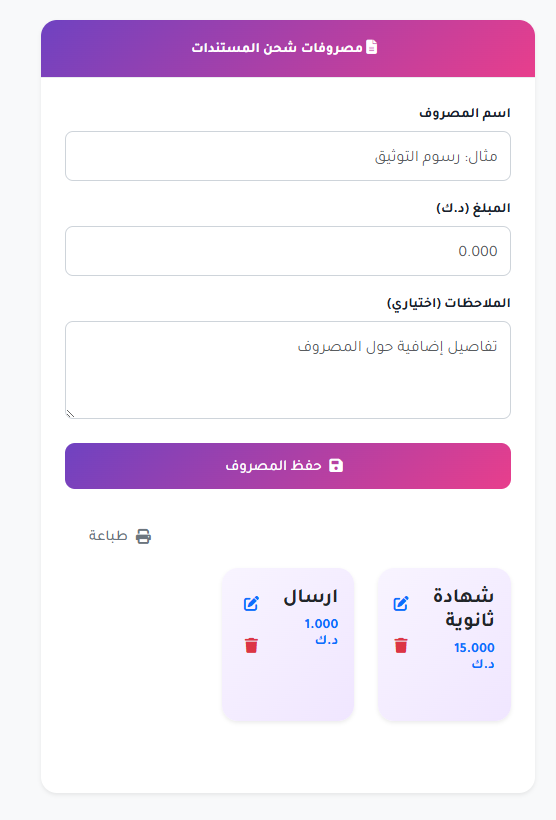 مصروفات شحن المستندات
اسم المصروف
مثال: رسوم التوثيق
المبلغ (د.ك)
0.000
الملاحظات (اختياري)
تفاصيل إضافية حول المصروف
حفظ المصروف
طباعة
شهادة
ثانوية
15.000
د.ك
ارسال
1.000
د.ك